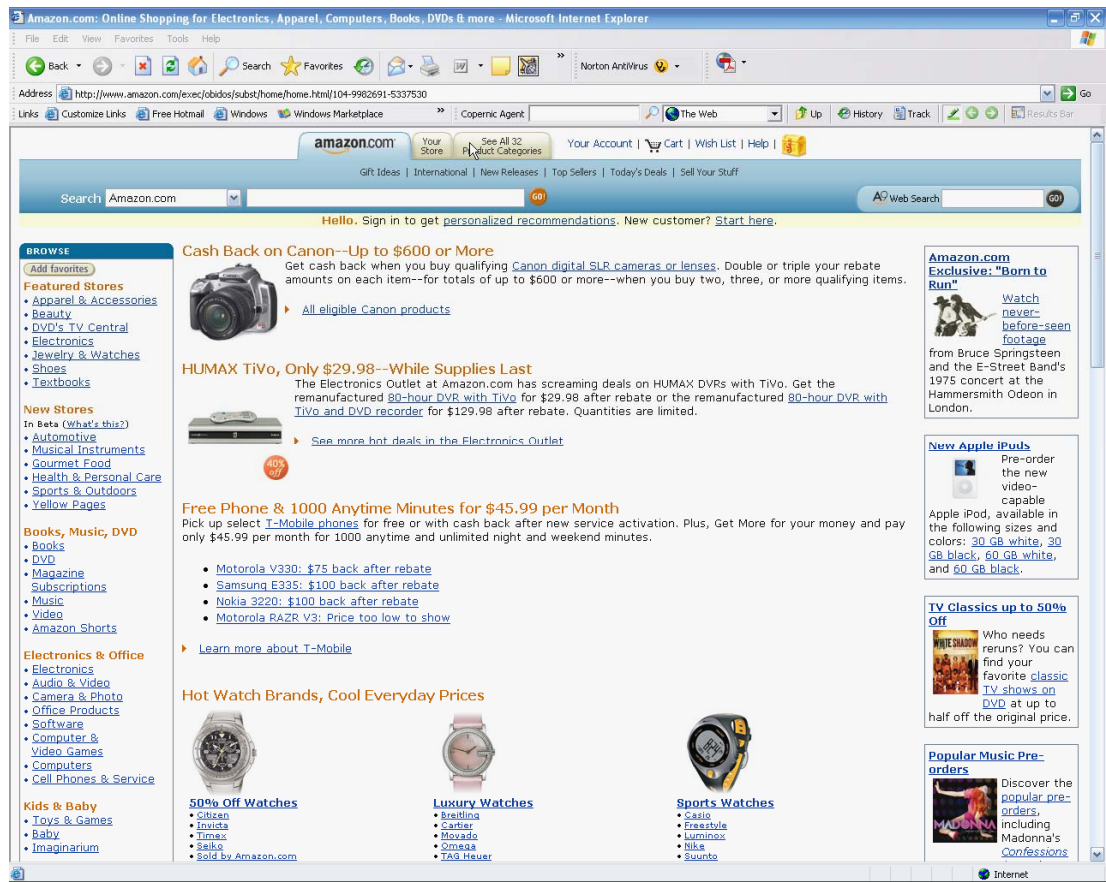 Amazon.com: Online Shopping for Electronics, Apparel, Computers, Books, DVDs & more - Microsoft Internet Explorer
File Edit View Favorites Tools Help
Back Search Favorites Norton AntiVirus
Address http://www.amazon.com/exec/obidos/subst/home/home.html/104-9982691-5337530 Go
Links Customize Links Free Hotmail Windows Windows Marketplace » Copernic Agent The Web Up History Track Results Bar
amazon.com Your Store See All 32 Product Categories Your Account | Cart | Wish List | Help |
Gift Ideas | International | New Releases | Top Sellers | Today's Deals | Sell Your Stuff
Search Amazon.com GO! A9 Web Search GO!
Hello. Sign in to get personalized recommendations. New customer? Start here.
BROWSE
Add favorites
Featured Stores
• Apparel & Accessories
• Beauty
• DVD's TV Central
• Electronics
• Jewelry & Watches
• Shoes
• Textbooks
New Stores
In Beta (What's this?)
• Automotive
• Musical Instruments
• Gourmet Food
• Health & Personal Care
• Sports & Outdoors
• Yellow Pages
Books, Music, DVD
• Books
• DVD
• Magazine
Subscriptions
• Music
• Video
• Amazon Shorts
Electronics & Office
• Electronics
• Audio & Video
• Camera & Photo
• Office Products
• Software
• Computer &
Video Games
• Computers
• Cell Phones & Service
Kids & Baby
• Toys & Games
• Baby
• Imaginarium
Cash Back on Canon--Up to $600 or More
Get cash back when you buy qualifying Canon digital SLR cameras or lenses. Double or triple your rebate
amounts on each item--for totals of up to $600 or more--when you buy two, three, or more qualifying items.
All eligible Canon products
HUMAX TiVo, Only $29.98--While Supplies Last
The Electronics Outlet at Amazon.com has screaming deals on HUMAX DVRs with TiVo. Get the
remanufactured 80-hour DVR with TiVo for $29.98 after rebate or the remanufactured 80-hour DVR with
TiVo and DVD recorder for $129.98 after rebate. Quantities are limited.
See more hot deals in the Electronics Outlet
40% off
Free Phone & 1000 Anytime Minutes for $45.99 per Month
Pick up select T-Mobile phones for free or with cash back after new service activation. Plus, Get More for your money and pay
only $45.99 per month for 1000 anytime and unlimited night and weekend minutes.
• Motorola V330: $75 back after rebate
• Samsung E335: $100 back after rebate
• Nokia 3220: $100 back after rebate
• Motorola RAZR V3: Price too low to show
Learn more about T-Mobile
Hot Watch Brands, Cool Everyday Prices
50% Off Watches
• Citizen
• Invicta
• Timex
• Seiko
• Sold by Amazon.com
Luxury Watches
• Breitling
• Cartier
• Movado
• Omega
• TAG Heuer
Sports Watches
• Casio
• Freestyle
• Luminox
• Nike
• Suunto
Amazon.com
Exclusive: "Born to
Run"
Watch
never-
before-seen
footage
from Bruce Springsteen
and the E-Street Band's
1975 concert at the
Hammersmith Odeon in
London.
New Apple iPods
Pre-order
the new
video-
capable
Apple iPod, available in
the following sizes and
colors: 30 GB white, 30
GB black, 60 GB white,
and 60 GB black.
TV Classics up to 50%
Off
WHITE SHADOW
Who needs
reruns? You can
find your
favorite classic
TV shows on
DVD at up to
half off the original price.
Popular Music Pre-
orders
MADONNA
Discover the
popular pre-
orders,
including
Madonna's
Confessions
Internet